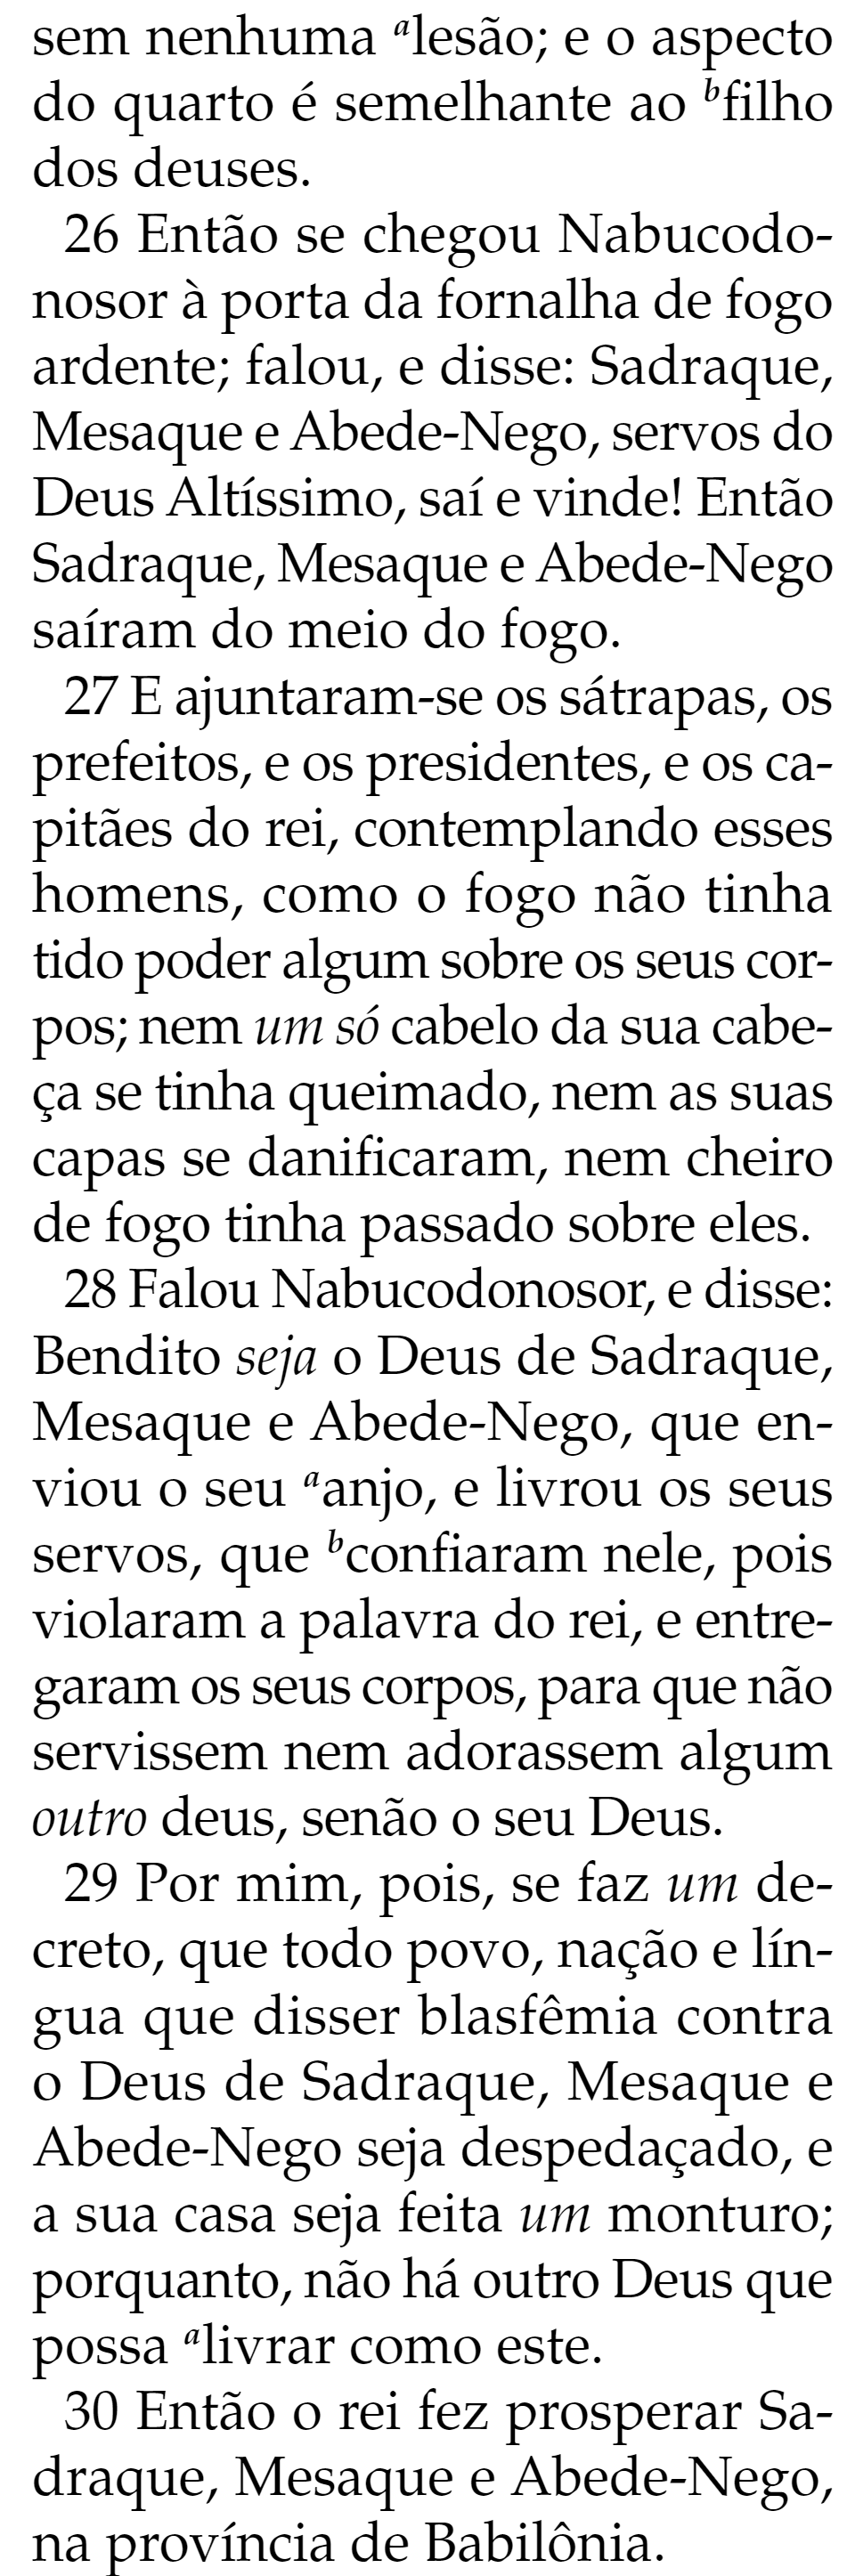 sem nenhuma ᵃlesão; e o aspecto
do quarto é semelhante ao ᵇfilho
dos deuses.
26 Então se chegou Nabucodo-
nosor à porta da fornalha de fogo
ardente; falou, e disse: Sadraque,
Mesaque e Abede-Nego, servos do
Deus Altíssimo, saí e vinde! Então
Sadraque, Mesaque e Abede-Nego
saíram do meio do fogo.
27 E ajuntaram-se os sátrapas, os
prefeitos, e os presidentes, e os ca-
pitães do rei, contemplando esses
homens, como o fogo não tinha
tido poder algum sobre os seus cor-
pos; nem um só cabelo da sua cabe-
ça se tinha queimado, nem as suas
capas se danificaram, nem cheiro
de fogo tinha passado sobre eles.
28 Falou Nabucodonosor, e disse:
Bendito seja o Deus de Sadraque,
Mesaque e Abede-Nego, que en-
viou o seu ᵃanjo, e livrou os seus
servos, que ᵇconfiaram nele, pois
violaram a palavra do rei, e entre-
garam os seus corpos, para que não
servissem nem adorassem algum
outro deus, senão o seu Deus.
29 Por mim, pois, se faz um de-
creto, que todo povo, nação e lín-
gua que disser blasfêmia contra
o Deus de Sadraque, Mesaque e
Abede-Nego seja despedaçado, e
a sua casa seja feita um monturo;
porquanto, não há outro Deus que
possa ᵃlivrar como este.
30 Então o rei fez prosperar Sa-
draque, Mesaque e Abede-Nego,
na província de Babilônia.